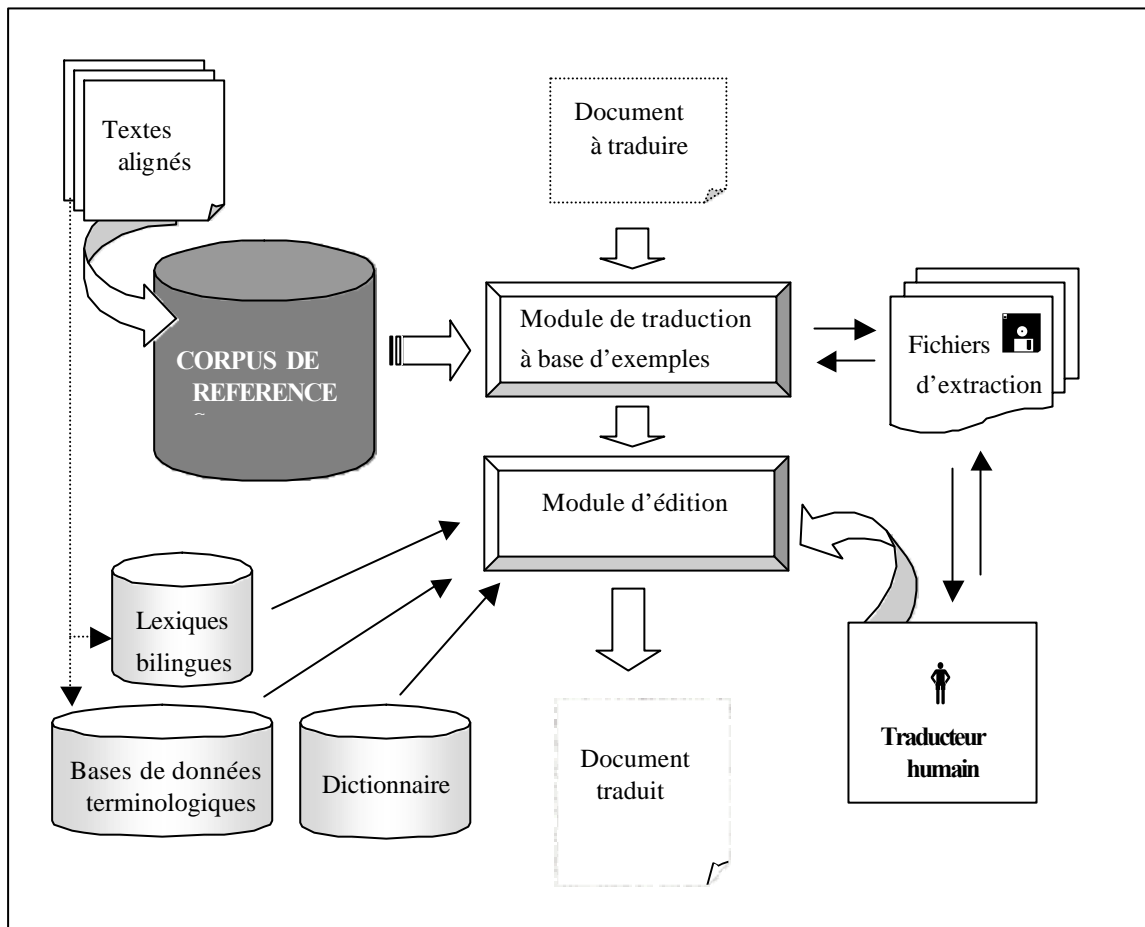 Textes
alignés
Document
à traduire
CORPUS DE
REFERENCE
~
Module de traduction
à base d'exemples
Fichiers
d'extraction
Module d'édition
Lexiques
bilingues
Bases de données
terminologiques
Dictionnaire
Document
traduit
Traducteur
humain